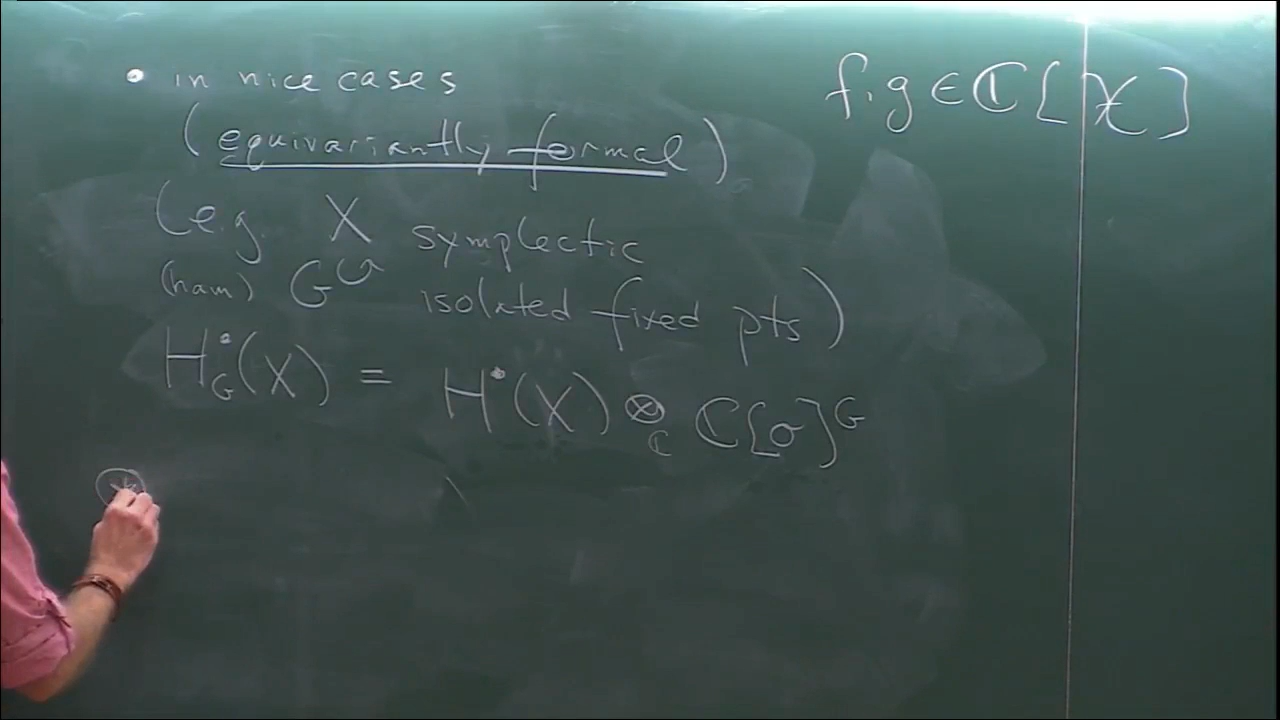 • in nice cases
(equivariantly formal)
(e.g. X symplectic
(ham) G↺ isolated fixed pts)
H^•_G(X) = H^•(X) ⊗_ℂ ℂ[𝔤]^G
⊛
f, g ∈ ℂ[X]